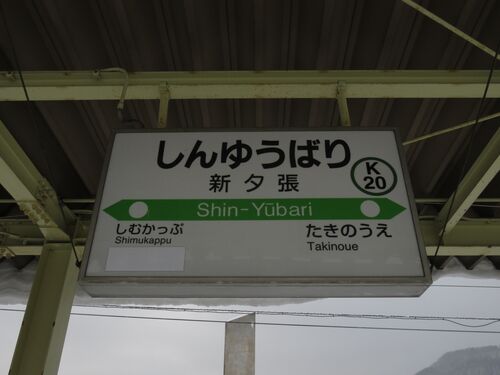 しんゆうばり
新夕張
K
20
Shin-Yūbari
しむかっぷ
Shimukappu
たきのうえ
Takinoue